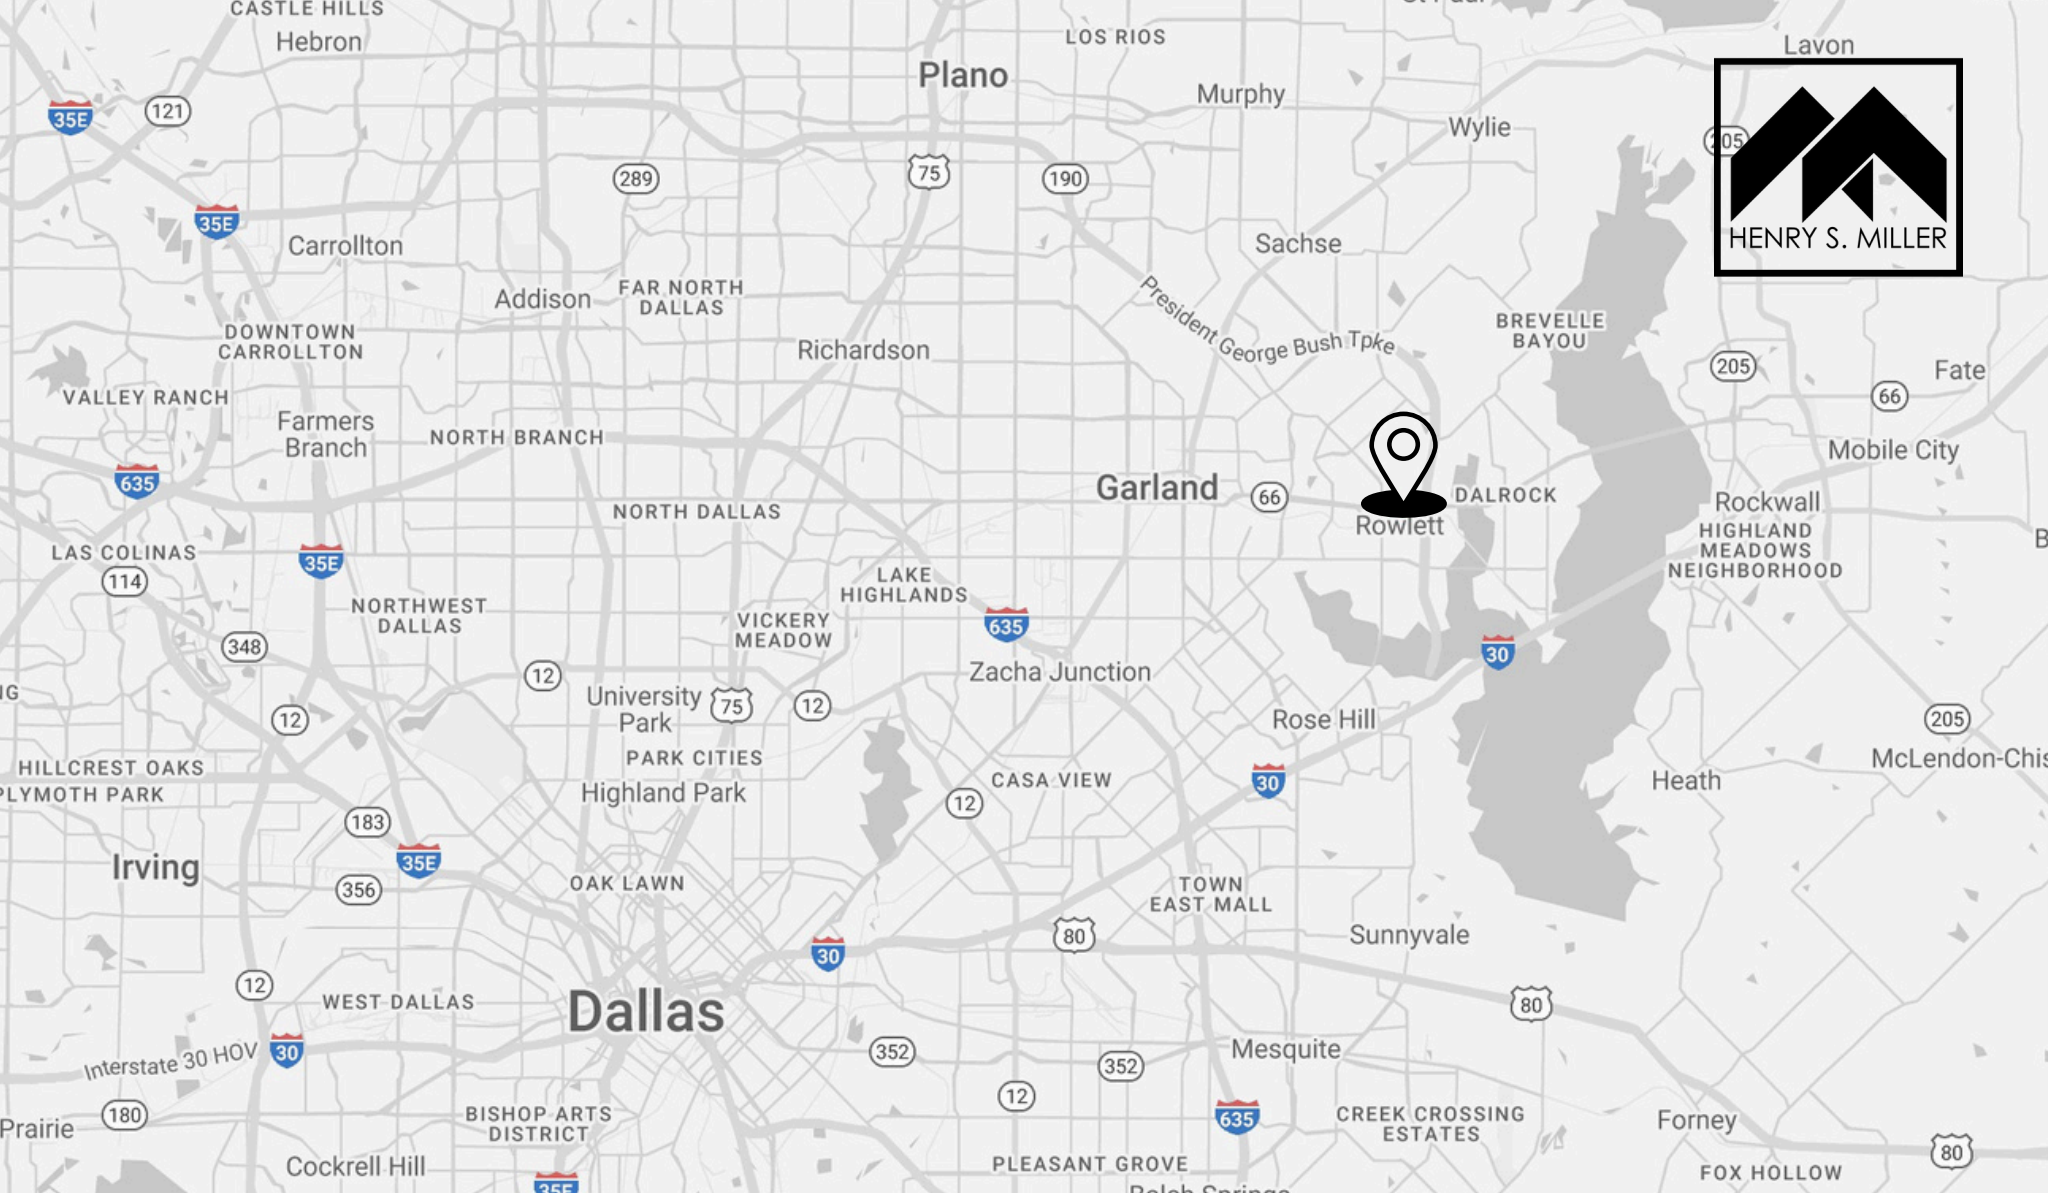 CASTLE HILLS
Hebron
LOS RIOS
Lavon
Plano
Murphy
Wylie
35E
121
205
289
75
190
35E
Carrollton
Sachse
HENRY S. MILLER
Addison
FAR NORTH
DALLAS
President George Bush Tpke
BREVELLE
BAYOU
DOWNTOWN
CARROLLTON
Richardson
205
Fate
VALLEY RANCH
66
Farmers
Branch
NORTH BRANCH
Mobile City
635
Garland
66
DALROCK
Rockwall
NORTH DALLAS
Rowlett
HIGHLAND
MEADOWS
NEIGHBORHOOD
B
LAS COLINAS
35E
114
LAKE
HIGHLANDS
NORTHWEST
DALLAS
VICKERY
MEADOW
635
348
30
Zacha Junction
12
NG
University
Park
75
12
12
Rose Hill
205
PARK CITIES
McLendon-Chis
HILLCREST OAKS
CASA VIEW
30
Heath
PLYMOTH PARK
Highland Park
12
183
35E
Irving
356
OAK LAWN
TOWN
EAST MALL
80
Sunnyvale
30
12
WEST DALLAS
Dallas
80
Interstate 30 HOV
30
352
352
Mesquite
12
180
BISHOP ARTS
DISTRICT
635
CREEK CROSSING
ESTATES
Forney
Prairie
80
Cockrell Hill
PLEASANT GROVE
FOX HOLLOW
35E